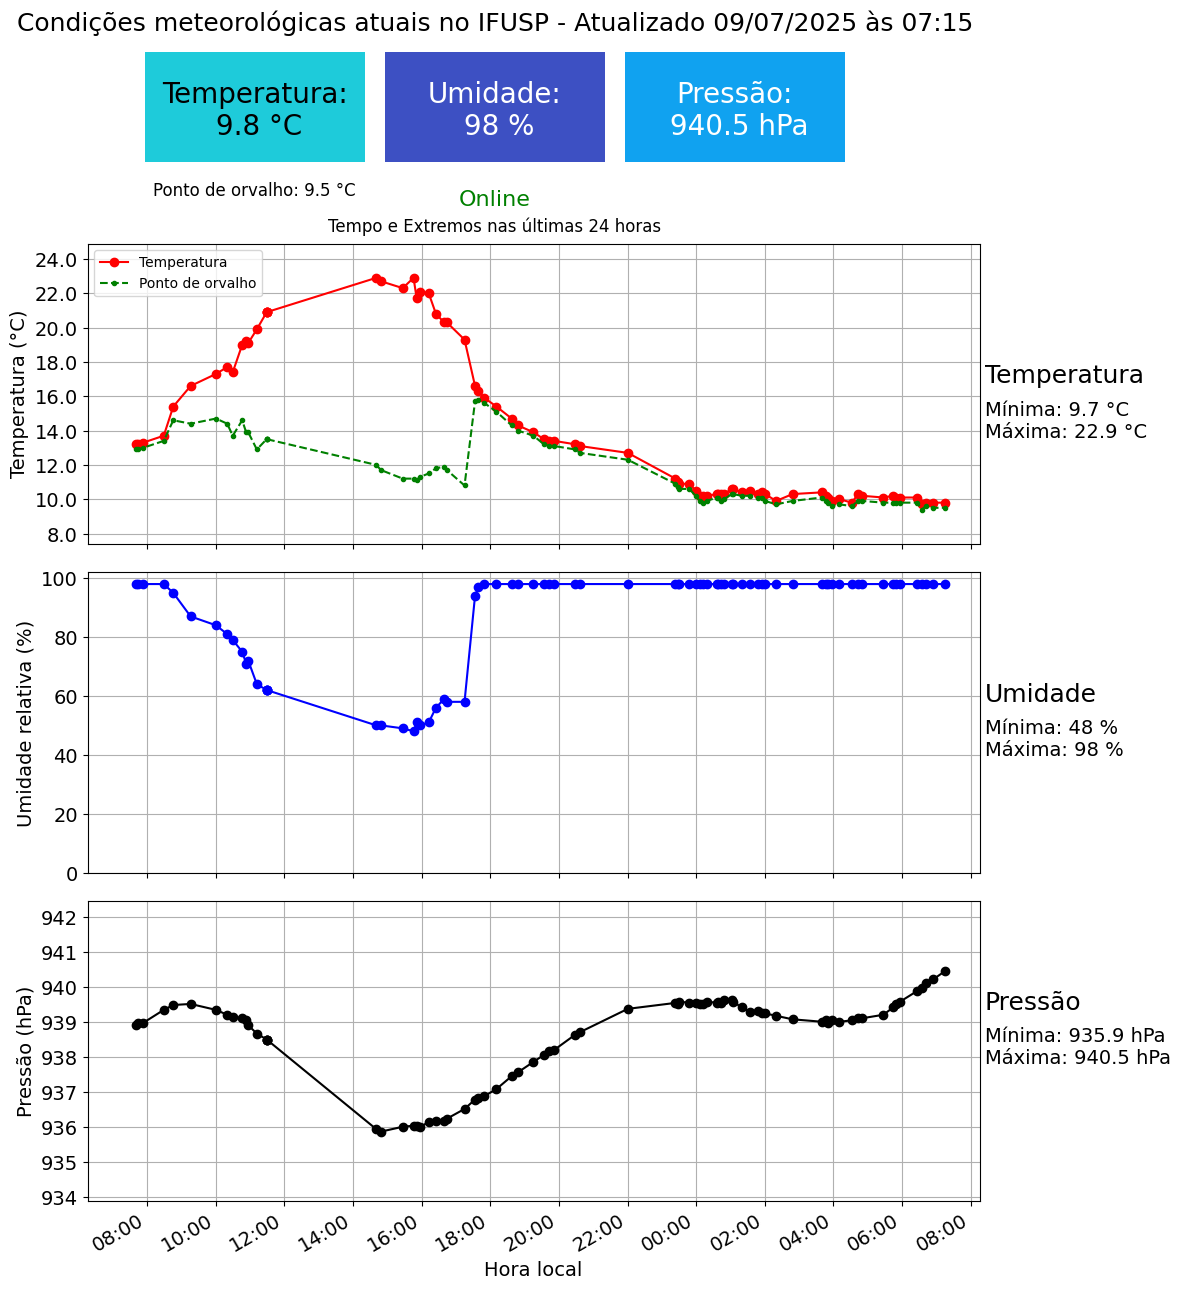 Condições meteorológicas atuais no IFUSP - Atualizado 09/07/2025 às 07:15
Temperatura:
9.8 °C
Umidade:
98 %
Pressão:
940.5 hPa
Ponto de orvalho: 9.5 °C
Online
Tempo e Extremos nas últimas 24 horas
Temperatura
Ponto de orvalho
Temperatura (°C)
24.0
22.0
20.0
18.0
16.0
14.0
12.0
10.0
8.0
Temperatura
Mínima: 9.7 °C
Máxima: 22.9 °C
Umidade relativa (%)
100
80
60
40
20
0
Umidade
Mínima: 48 %
Máxima: 98 %
Pressão (hPa)
942
941
940
939
938
937
936
935
934
Pressão
Mínima: 935.9 hPa
Máxima: 940.5 hPa
08:00 10:00 12:00 14:00 16:00 18:00 20:00 22:00 00:00 02:00 04:00 06:00 08:00
Hora local